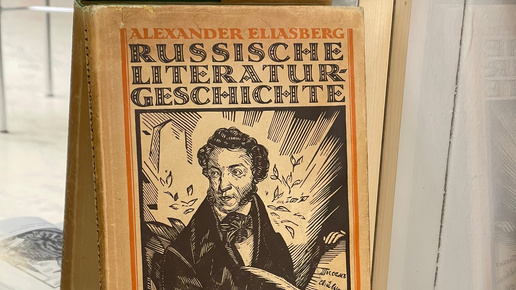 ALEXANDER ELIASBERG
RUSSISCHE
LITERATUR-
GESCHICHTE